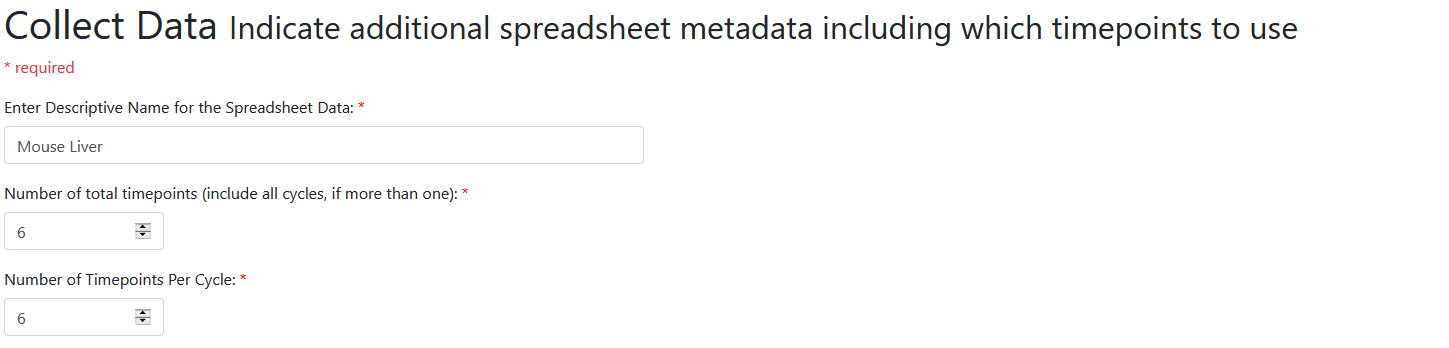 Collect Data Indicate additional spreadsheet metadata including which timepoints to use
* required
Enter Descriptive Name for the Spreadsheet Data: *
Mouse Liver
Number of total timepoints (include all cycles, if more than one): *
6
Number of Timepoints Per Cycle: *
6